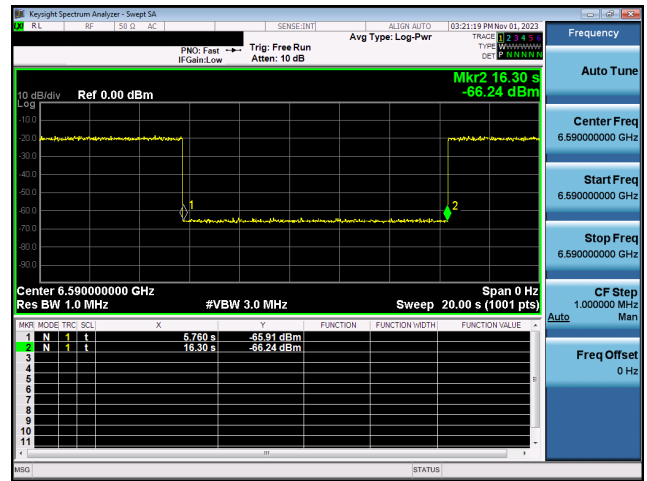 Keysight Spectrum Analyzer - Swept SA
LXI RL RF 50 Ω AC SENSE:INT ALIGN AUTO 03:21:19 PM Nov 01, 2023
Avg Type: Log-Pwr
PNO: Fast Trig: Free Run
IFGain:Low Atten: 10 dB
TRACE 1 2 3 4 5 6
TYPE WWWWWW
DET P N N N N N
Mkr2 16.30 s
-66.24 dBm
10 dB/div Ref 0.00 dBm
Log
-10.0
-20.0
-30.0
-40.0
-50.0
-60.0
-70.0
-80.0
-90.0
1
2
Center 6.590000000 GHz Span 0 Hz
Res BW 1.0 MHz #VBW 3.0 MHz Sweep 20.00 s (1001 pts)
MKR MODE TRC SCL X Y FUNCTION FUNCTION WIDTH FUNCTION VALUE
1 N 1 t 5.760 s -65.91 dBm
2 N 1 t 16.30 s -66.24 dBm
3
4
5
6
7
8
9
10
11
MSG STATUS
Frequency
Auto Tune
Center Freq
6.590000000 GHz
Start Freq
6.590000000 GHz
Stop Freq
6.590000000 GHz
CF Step
1.000000 MHz
Auto Man
Freq Offset
0 Hz